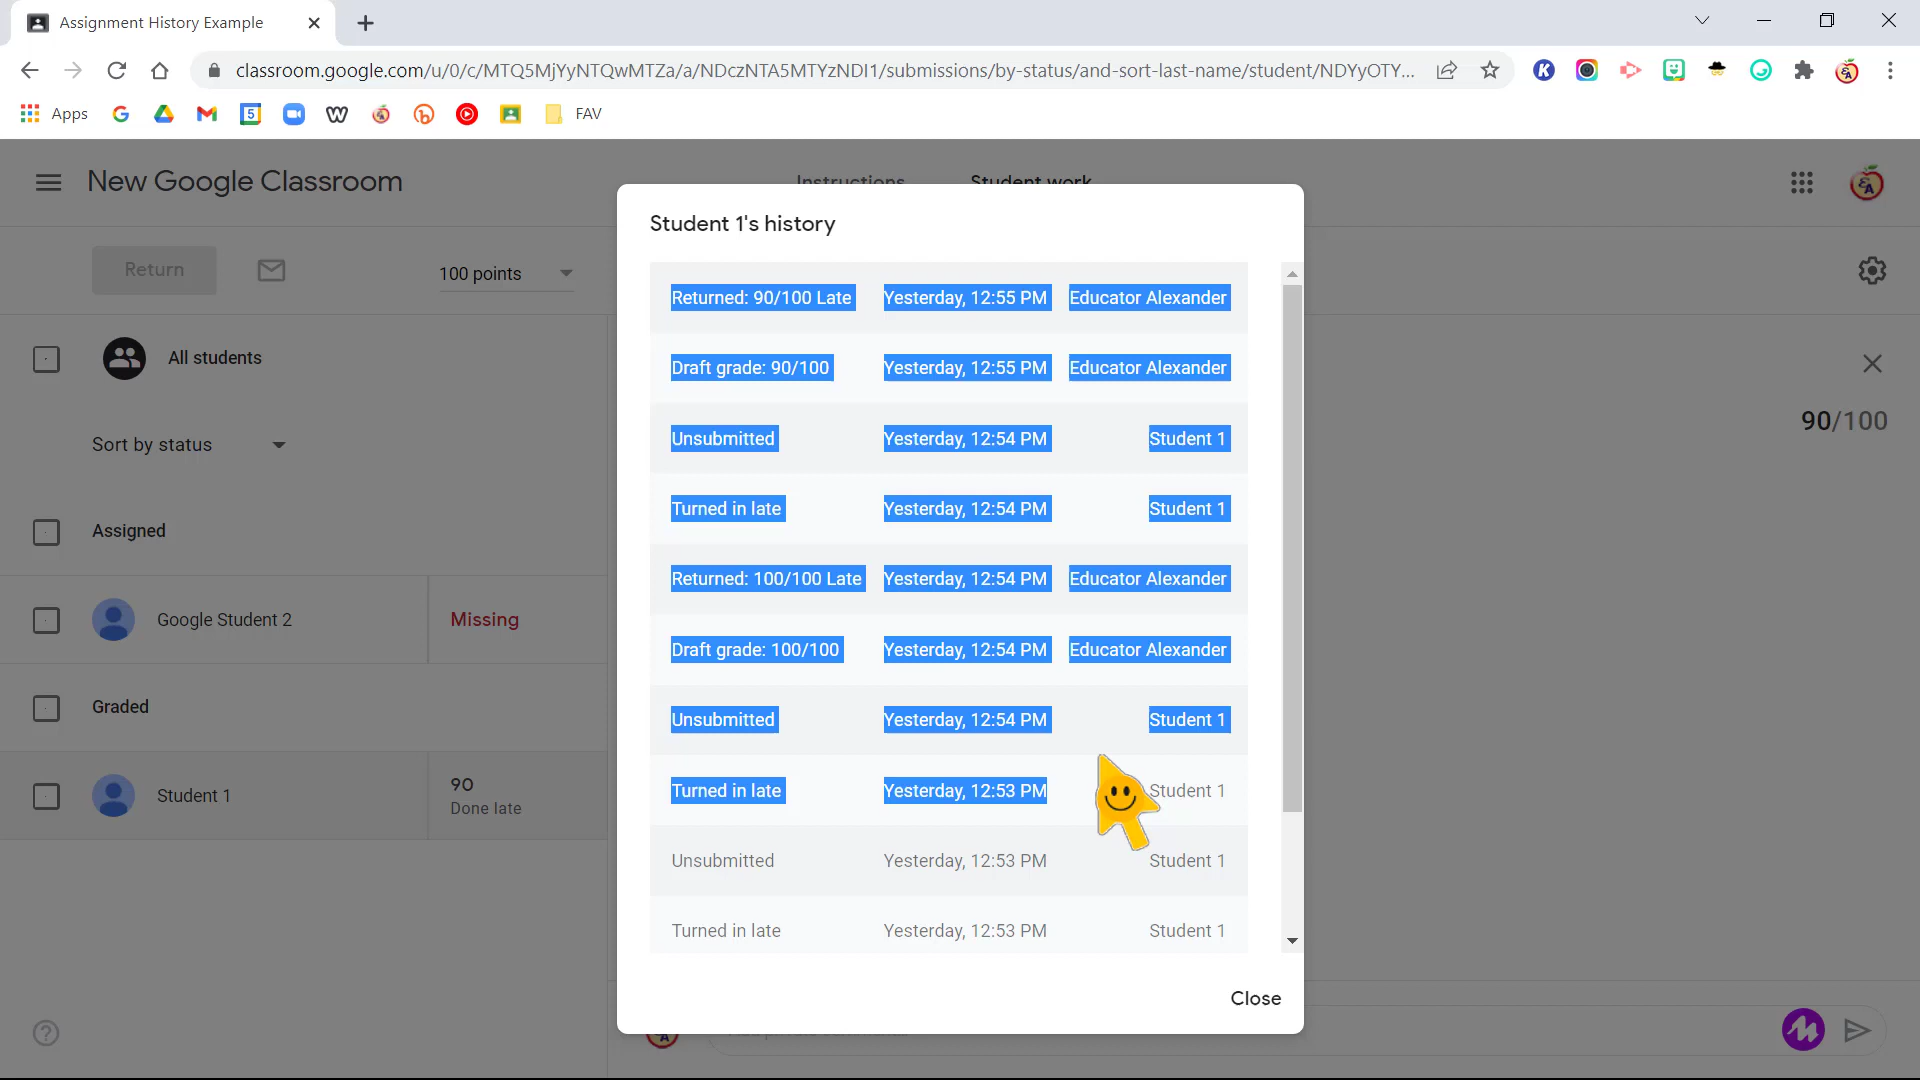 Assignment History Example
classroom.google.com/u/0/c/MTQ5MjYyNTQwMTZa/a/NDczNTA5MTYzNDI1/submissions/by-status/and-sort-last-name/student/NDYyOTY...
Apps
5
FAV
New Google Classroom
Instructions
Student work
Return
100 points
All students
90/100
Sort by status
Assigned
Google Student 2
Missing
Graded
Student 1
90
Done late
Student 1's history
Returned: 90/100 Late Yesterday, 12:55 PM Educator Alexander
Draft grade: 90/100 Yesterday, 12:55 PM Educator Alexander
Unsubmitted Yesterday, 12:54 PM Student 1
Turned in late Yesterday, 12:54 PM Student 1
Returned: 100/100 Late Yesterday, 12:54 PM Educator Alexander
Draft grade: 100/100 Yesterday, 12:54 PM Educator Alexander
Unsubmitted Yesterday, 12:54 PM Student 1
Turned in late Yesterday, 12:53 PM Student 1
Unsubmitted Yesterday, 12:53 PM Student 1
Turned in late Yesterday, 12:53 PM Student 1
Close